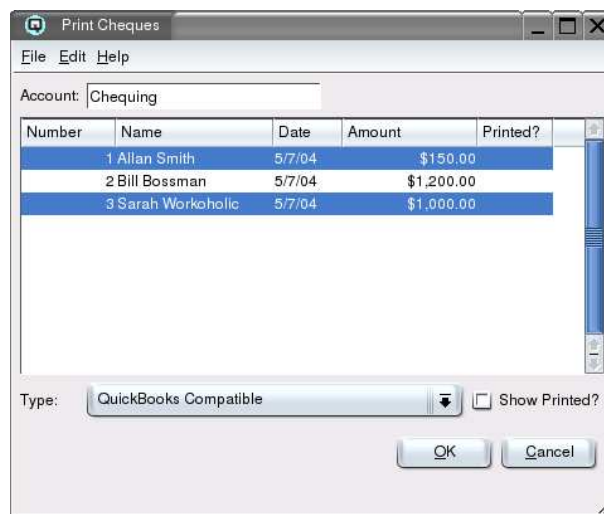 Print Cheques
File Edit Help
Account: Chequing
Number Name Date Amount Printed?
1 Allan Smith 5/7/04 $150.00
2 Bill Bossman 5/7/04 $1,200.00
3 Sarah Workoholic 5/7/04 $1,000.00
Type: QuickBooks Compatible Show Printed?
OK Cancel